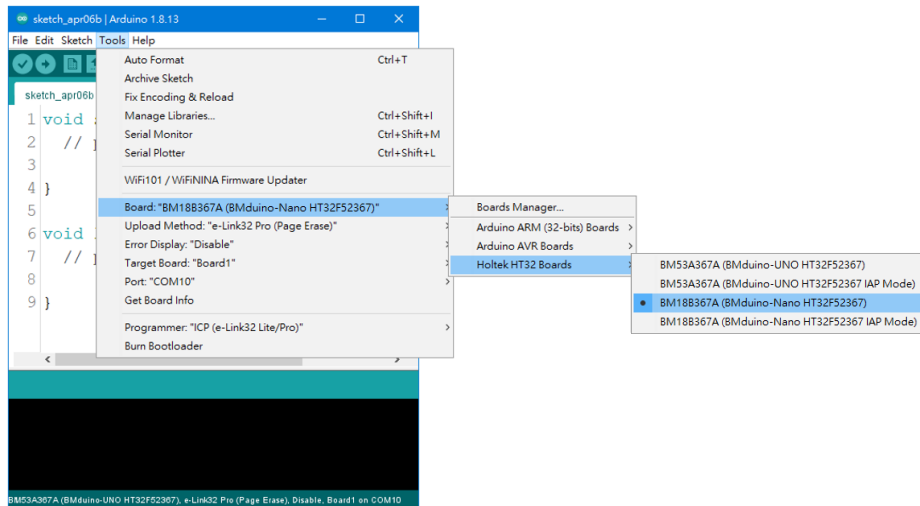 sketch_apr06b | Arduino 1.8.13
File Edit Sketch Tools Help
sketch_apr06b
1 void
2 //
3
4 }
5
6 void
7 //
8
9 }
Auto Format Ctrl+T
Archive Sketch
Fix Encoding & Reload
Manage Libraries... Ctrl+Shift+I
Serial Monitor Ctrl+Shift+M
Serial Plotter Ctrl+Shift+L
WiFi101 / WiFiNINA Firmware Updater
Board: "BM18B367A (BMduino-Nano HT32F52367)"
Upload Method: "e-Link32 Pro (Page Erase)"
Error Display: "Disable"
Target Board: "Board1"
Port: "COM10"
Get Board Info
Programmer: "ICP (e-Link32 Lite/Pro)"
Burn Bootloader
Boards Manager...
Arduino ARM (32-bits) Boards
Arduino AVR Boards
Holtek HT32 Boards
BM53A367A (BMduino-UNO HT32F52367)
BM53A367A (BMduino-UNO HT32F52367 IAP Mode)
BM18B367A (BMduino-Nano HT32F52367)
BM18B367A (BMduino-Nano HT32F52367 IAP Mode)
BM53A367A (BMduino-UNO HT32F52367), e-Link32 Pro (Page Erase), Disable, Board1 on COM10